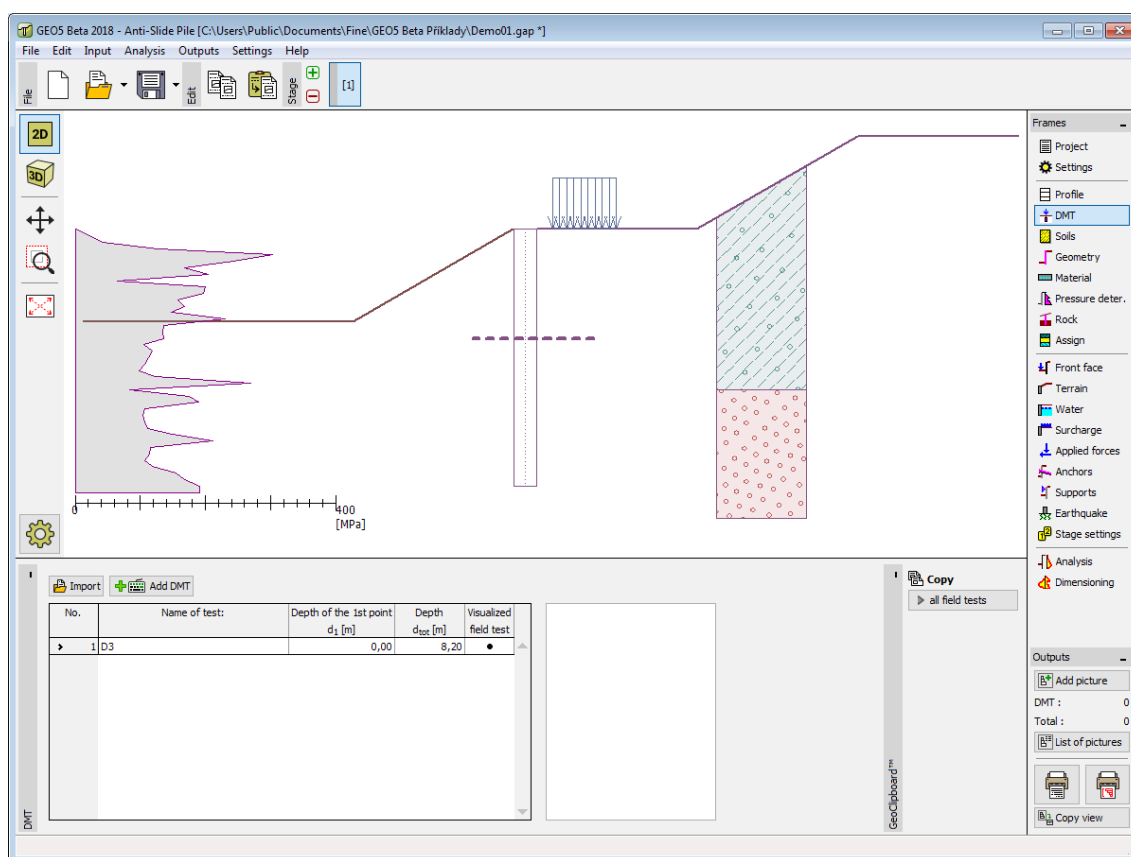 GEO5 Beta 2018 - Anti-Slide Pile [C:\Users\Public\Documents\Fine\GEO5 Beta Příklady\Demo01.gap *]
File Edit Input Analysis Outputs Settings Help
File
Edit
Stage
[1]
2D
3D
0
400
[MPa]
Frames
Project
Settings
Profile
DMT
Soils
Geometry
Material
Pressure deter.
Rock
Assign
Front face
Terrain
Water
Surcharge
Applied forces
Anchors
Supports
Earthquake
Stage settings
Analysis
Dimensioning
DMT
Import Add DMT
No. Name of test: Depth of the 1st point Depth Visualized
d1 [m] dtot [m] field test
1 D3 0,00 8,20 ●
GeoClipboard™
Copy
all field tests
Outputs
Add picture
DMT : 0
Total : 0
List of pictures
Copy view